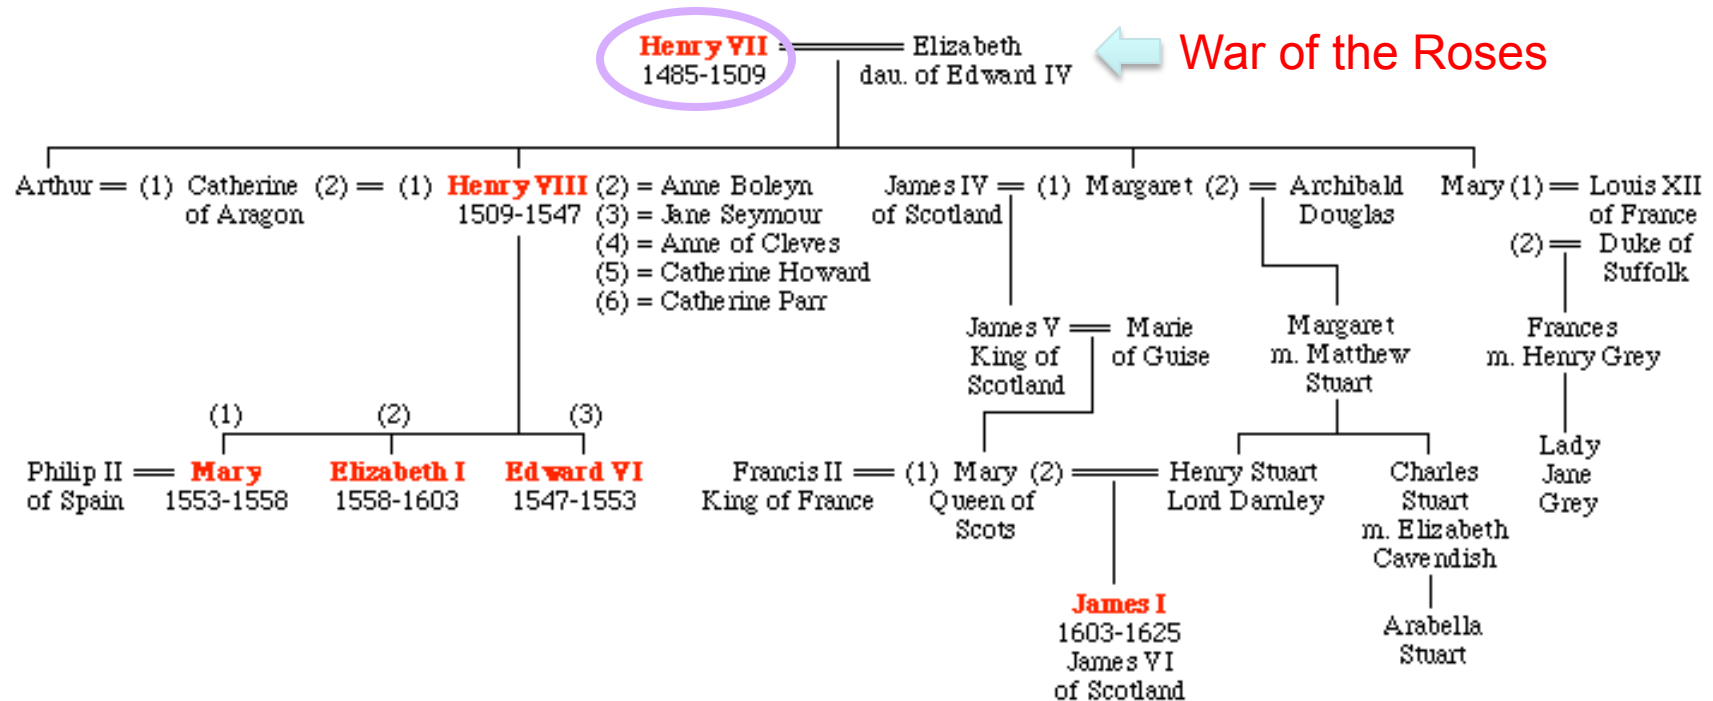 Henry VII Elizabeth War of the Roses
1485-1509 dau. of Edward IV
Arthur = (1) Catherine (2) = (1) Henry VIII (2) = Anne Boleyn James IV = (1) Margaret (2) = Archibald Mary (1) = Louis XII
of Aragon 1509-1547 (3) = Jane Seymour of Scotland Douglas of France
(4) = Anne of Cleves (2) = Duke of
(5) = Catherine Howard Suffolk
(6) = Catherine Parr
James V = Marie Margaret Frances
King of of Guise m. Matthew m. Henry Grey
Scotland Stuart
(1) (2) (3)
Lady
Philip II = Mary Elizabeth I Edward VI Francis II = (1) Mary (2) = Henry Stuart Charles Jane
of Spain 1553-1558 1558-1603 1547-1553 King of France Queen of Lord Darnley Stuart Grey
Scots m. Elizabeth
Cavendish
James I
1603-1625 Arabella
James VI Stuart
of Scotland